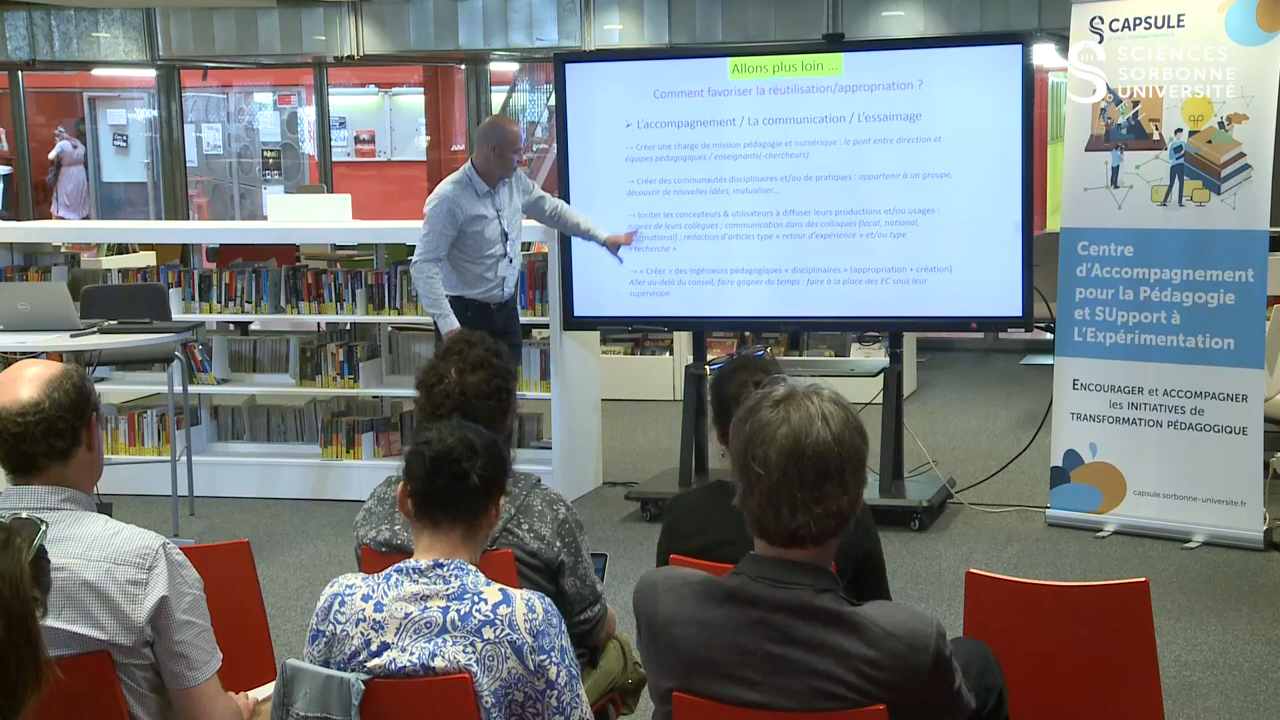 Allons plus loin ...
Comment favoriser la réutilisation/appropriation ?
➢ L'accompagnement / La communication / L'essaimage
→ Créer une charge de mission pédagogie et numérique : le pont entre direction et
équipes pédagogiques / enseignants(-chercheurs)
→ Créer des communautés disciplinaires et/ou de pratiques : appartenir à un groupe,
découvrir de nouvelles idées, mutualiser...
→ Inciter les concepteurs & utilisateurs à diffuser leurs productions et/ou usages :
auprès de leurs collègues ; communication dans des colloques (local, national,
international) ; rédaction d'articles type « retour d'expérience » et/ou type
« recherche »
→ « Créer » des ingénieurs pédagogiques « disciplinaires » (appropriation + création)
Aller au-delà du conseil, faire gagner du temps : faire à la place des EC sous leur
supervision
CAPSULE
SCIENCES
SORBONNE
UNIVERSITÉ
Centre
d'Accompagnement
pour la Pédagogie
et SUpport à
L'Expérimentation
ENCOURAGER et ACCOMPAGNER
les INITIATIVES de
TRANSFORMATION PÉDAGOGIQUE
capsule.sorbonne-universite.fr